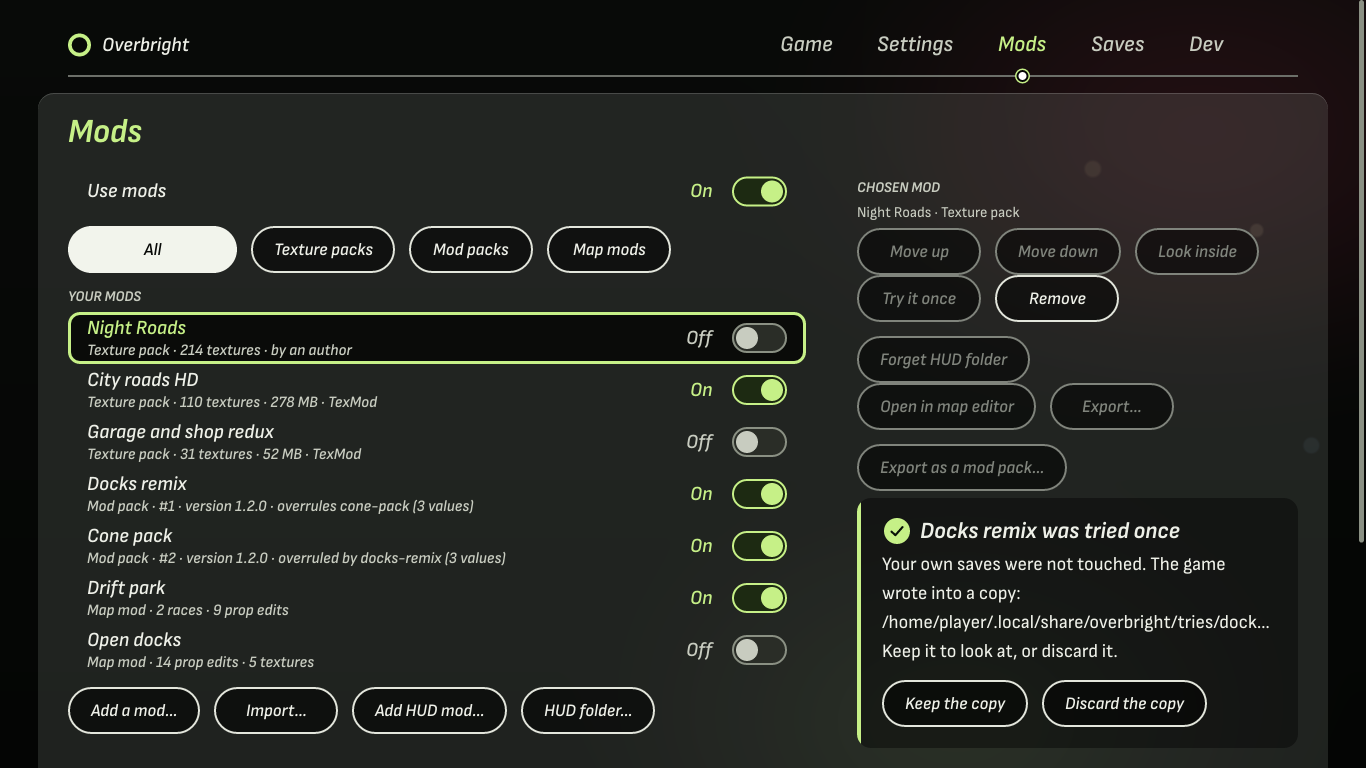 Overbright
Game Settings Mods Saves Dev
Mods
Use mods On
All Texture packs Mod packs Map mods
YOUR MODS
Night Roads
Texture pack · 214 textures · by an author
Off
City roads HD
Texture pack · 110 textures · 278 MB · TexMod
On
Garage and shop redux
Texture pack · 31 textures · 52 MB · TexMod
Off
Docks remix
Mod pack · #1 · version 1.2.0 · overrules cone-pack (3 values)
On
Cone pack
Mod pack · #2 · version 1.2.0 · overruled by docks-remix (3 values)
On
Drift park
Map mod · 2 races · 9 prop edits
On
Open docks
Map mod · 14 prop edits · 5 textures
Off
Add a mod... Import... Add HUD mod... HUD folder...
CHOSEN MOD
Night Roads · Texture pack
Move up Move down Look inside
Try it once Remove
Forget HUD folder
Open in map editor Export...
Export as a mod pack...
Docks remix was tried once
Your own saves were not touched. The game
wrote into a copy:
/home/player/.local/share/overbright/tries/dock...
Keep it to look at, or discard it.
Keep the copy Discard the copy